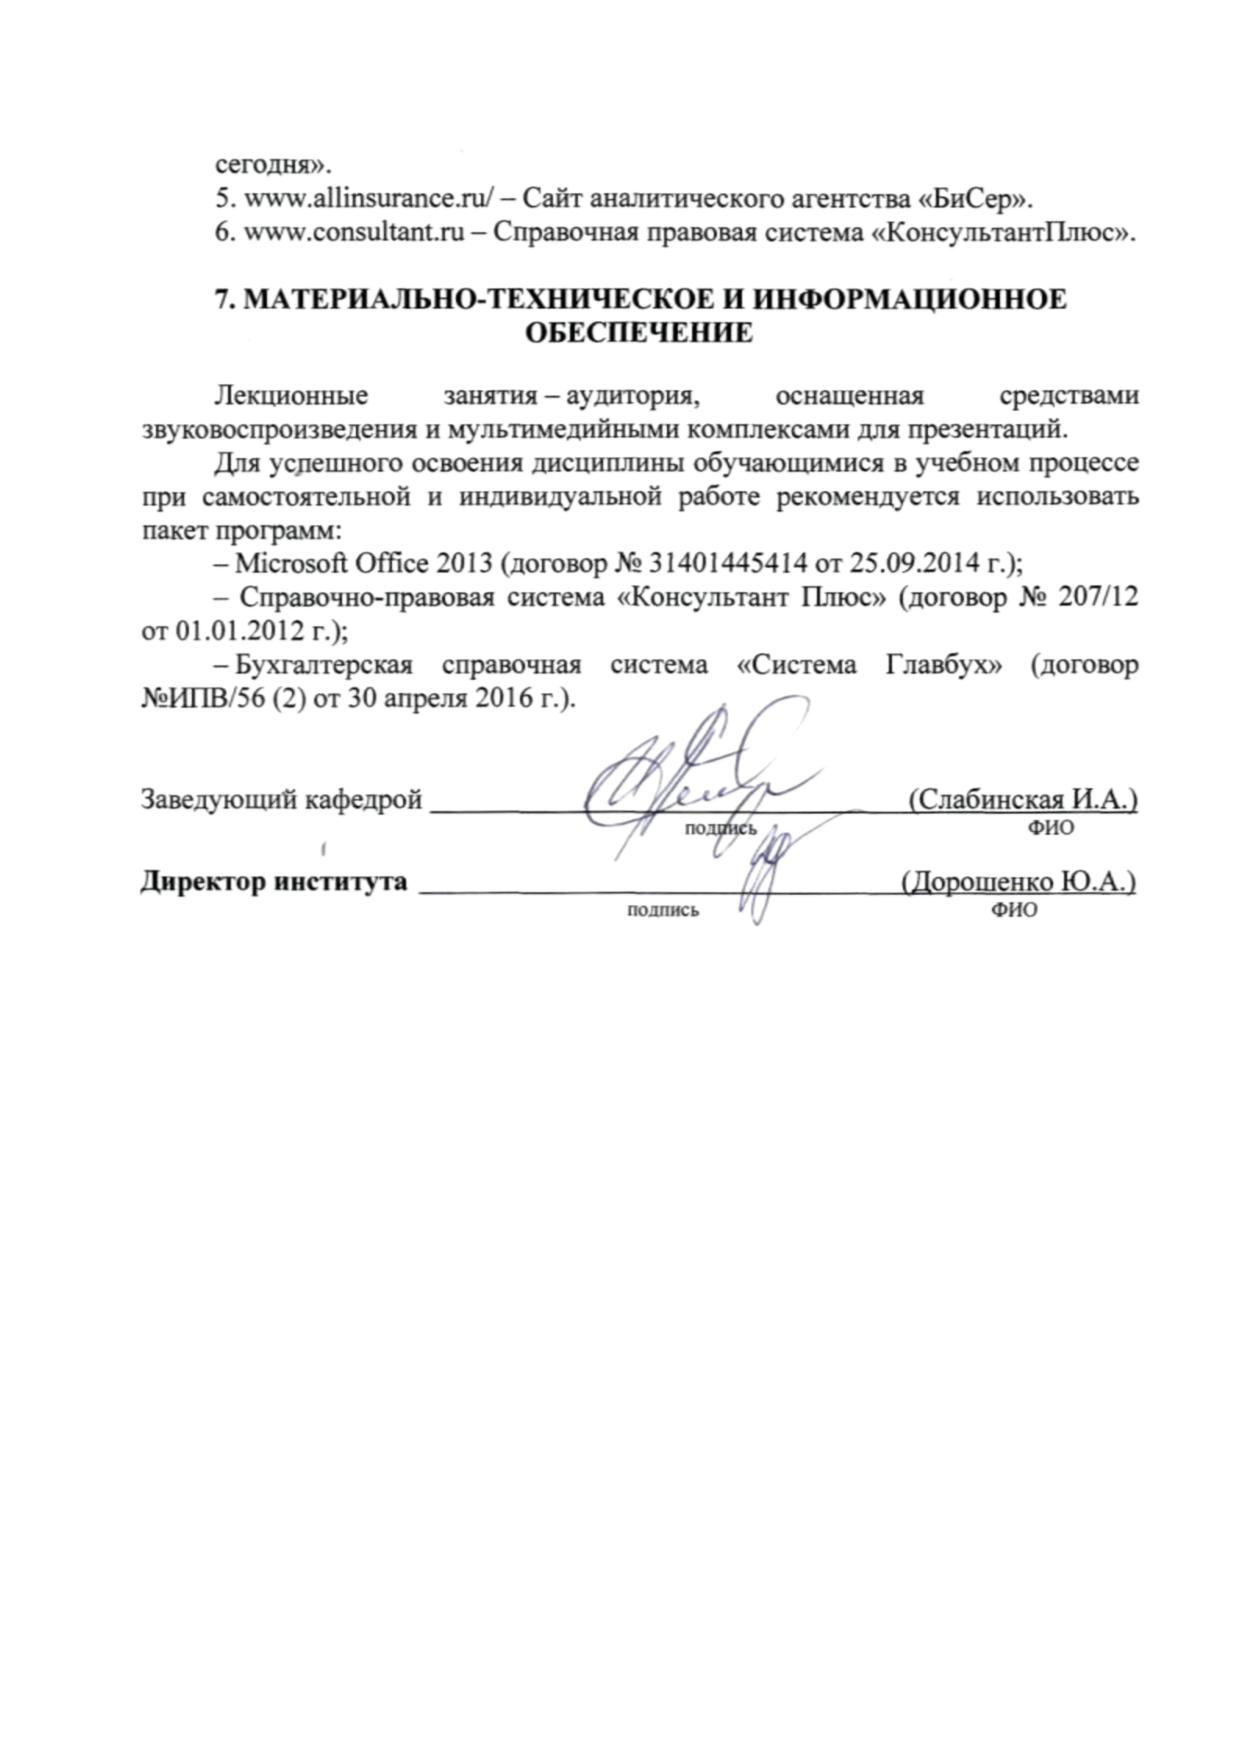 сегодня».
5. www.allinsurance.ru/ – Сайт аналитического агентства «БиСер».
6. www.consultant.ru – Справочная правовая система «КонсультантПлюс».
7. МАТЕРИАЛЬНО-ТЕХНИЧЕСКОЕ И ИНФОРМАЦИОННОЕ
ОБЕСПЕЧЕНИЕ
Лекционные занятия – аудитория, оснащенная средствами
звуковоспроизведения и мультимедийными комплексами для презентаций.
Для успешного освоения дисциплины обучающимися в учебном процессе
при самостоятельной и индивидуальной работе рекомендуется использовать
пакет программ:
– Microsoft Office 2013 (договор № 31401445414 от 25.09.2014 г.);
– Справочно-правовая система «Консультант Плюс» (договор № 207/12
от 01.01.2012 г.);
– Бухгалтерская справочная система «Система Главбух» (договор
№ИПВ/56 (2) от 30 апреля 2016 г.).
Заведующий кафедрой (Слабинская И.А.)
подпись ФИО
Директор института (Дорошенко Ю.А.)
подпись ФИО